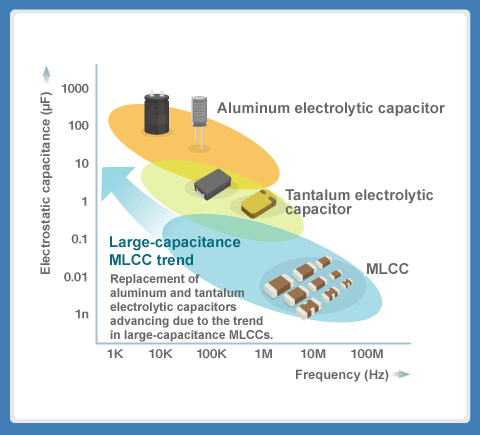 Electrostatic capacitance (µF)
1000
100
10
1
0.1
0.01
1n
Aluminum electrolytic capacitor
Tantalum electrolytic
capacitor
MLCC
Large-capacitance
MLCC trend
Replacement of
aluminum and tantalum
electrolytic capacitors
advancing due to the trend
in large-capacitance MLCCs.
1K 10K 100K 1M 10M 100M
Frequency (Hz)